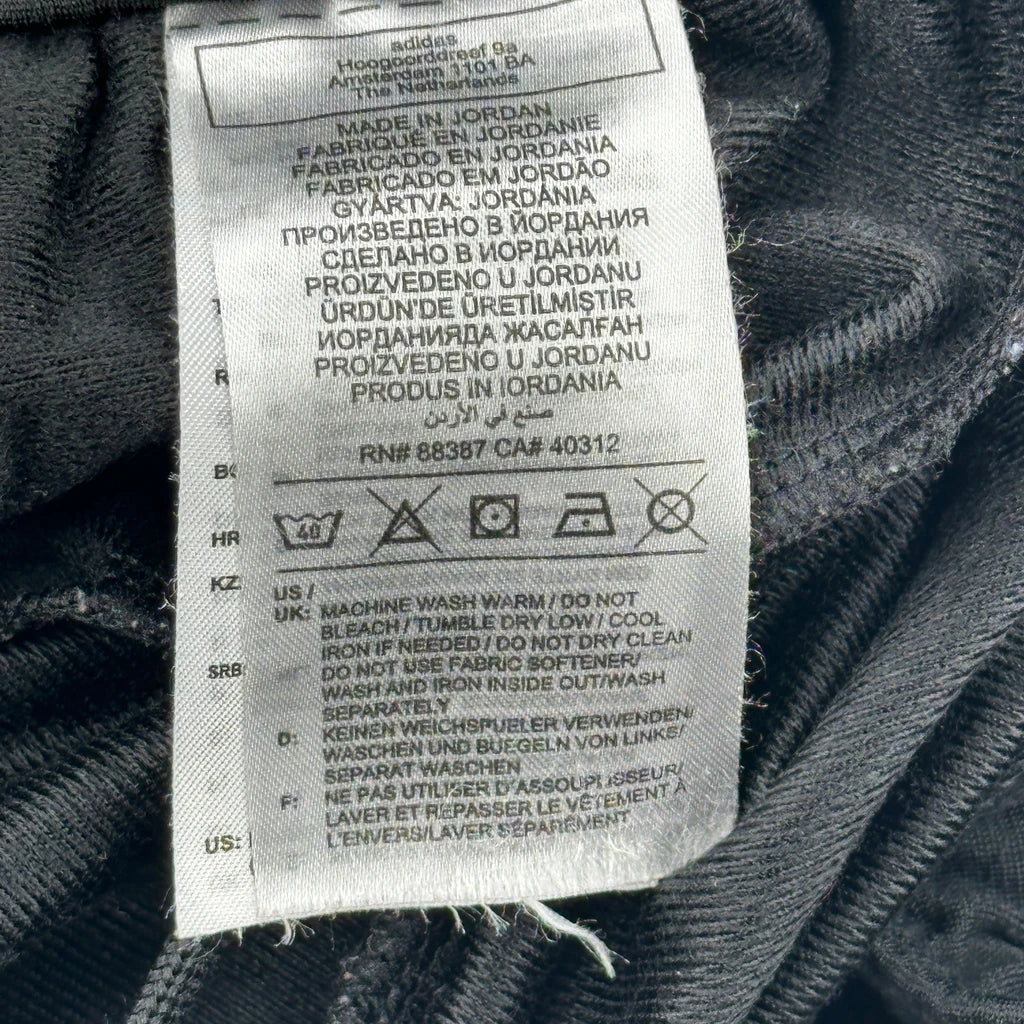 adidas
Hoogoorddreef 9a
Amsterdam 1101 BA
The Netherlands
MADE IN JORDAN
FABRIQUÉ EN JORDANIE
FABRICADO EN JORDANIA
FABRICADO EM JORDÃO
GYÁRTVA: JORDÁNIA
ПРОИЗВЕДЕНО В ЙОРДАНИЯ
СДЕЛАНО В ИОРДАНИИ
PROIZVEDENO U JORDANU
ÜRDÜN'DE ÜRETİLMİŞTİR
ИОРДАНИЯДА ЖАСАЛҒАН
PROIZVEDENO U JORDANU
PRODUS IN IORDANIA
صنع في الأردن
RN# 88387 CA# 40312
40
US /
UK: MACHINE WASH WARM / DO NOT
BLEACH / TUMBLE DRY LOW / COOL
IRON IF NEEDED / DO NOT DRY CLEAN
DO NOT USE FABRIC SOFTENER/
WASH AND IRON INSIDE OUT/WASH
SEPARATELY
D: KEINEN WEICHSPUELER VERWENDEN/
WASCHEN UND BUEGELN VON LINKS/
SEPARAT WASCHEN
F: NE PAS UTILISER D'ASSOUPLISSEUR/
LAVER ET REPASSER LE VÊTEMENT À
L'ENVERS/LAVER SÉPARÉMENT
HR
KZ
SRB
US: